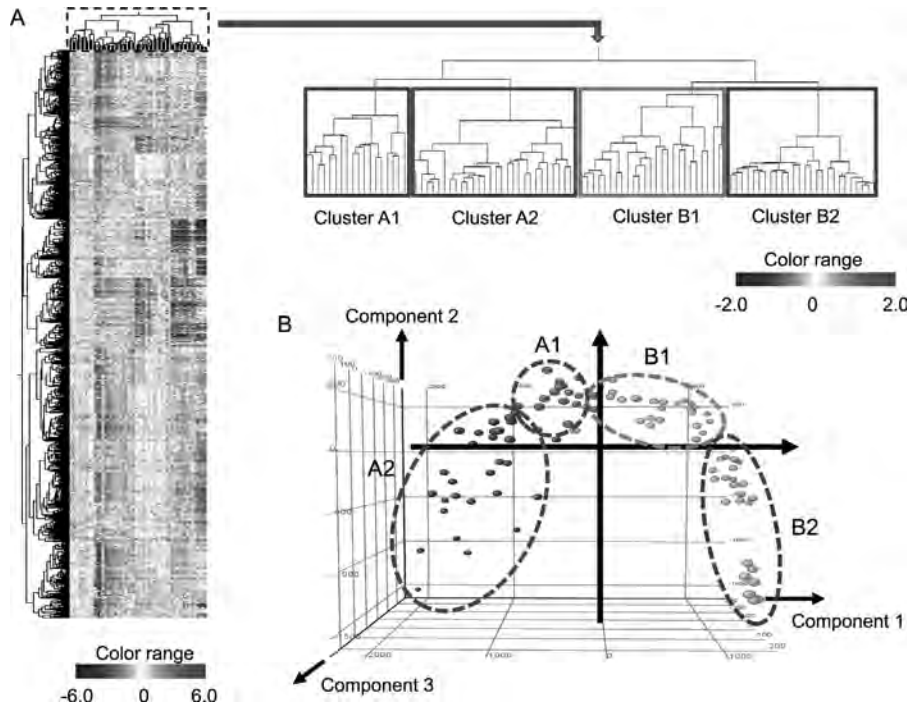 A
Cluster A1
Cluster A2
Cluster B1
Cluster B2
Color range
-2.0 0 2.0
B
Component 2
A1
B1
A2
B2
Component 1
Component 3
Color range
-6.0 0 6.0